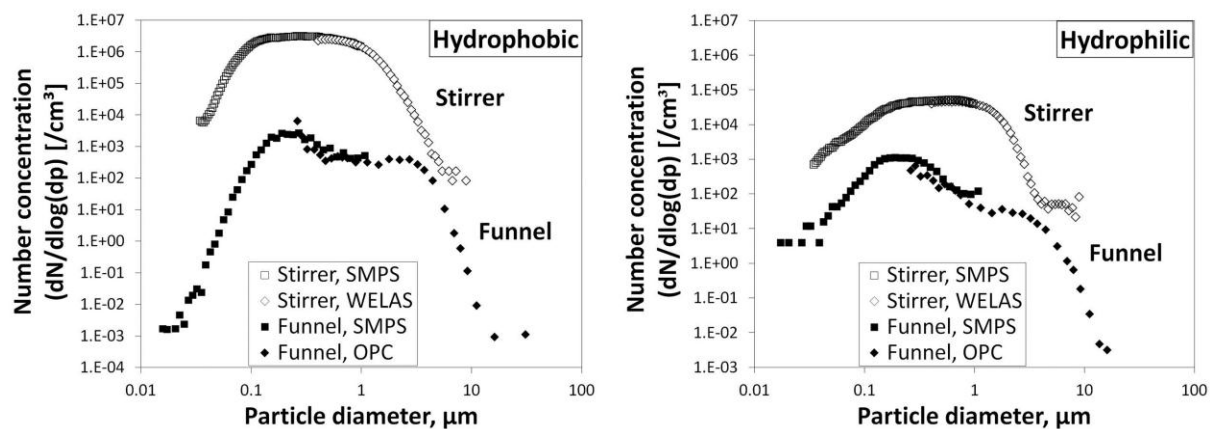 Number concentration
(dN/dlog(dp) [/cm³]
1.E+07
1.E+06
1.E+05
1.E+04
1.E+03
1.E+02
1.E+01
1.E+00
1.E-01
1.E-02
1.E-03
1.E-04
Hydrophobic
Stirrer
Funnel
Stirrer, SMPS
Stirrer, WELAS
Funnel, SMPS
Funnel, OPC
0.01 0.1 1 10 100
Particle diameter, µm
Number concentration
(dN/dlog(dp) [/cm³]
1.E+07
1.E+06
1.E+05
1.E+04
1.E+03
1.E+02
1.E+01
1.E+00
1.E-01
1.E-02
1.E-03
Hydrophilic
Stirrer
Funnel
Stirrer, SMPS
Stirrer, WELAS
Funnel, SMPS
Funnel, OPC
0.01 0.1 1 10 100
Particle diameter, µm